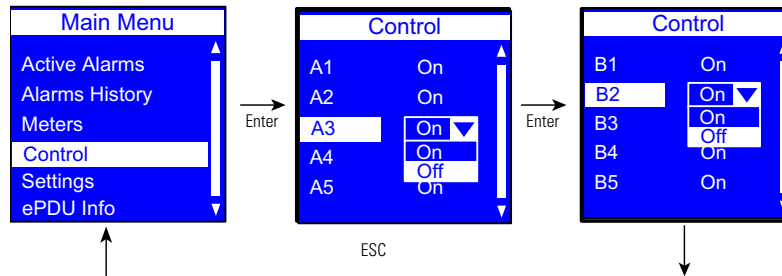 Main Menu
Active Alarms
Alarms History
Meters
Control
Settings
ePDU Info
Enter
Control
A1 On
A2 On
A3 On
On
A4
Off
A5 On
Enter
Control
B1 On
B2 On
On
B3
Off
B4 On
B5 On
ESC